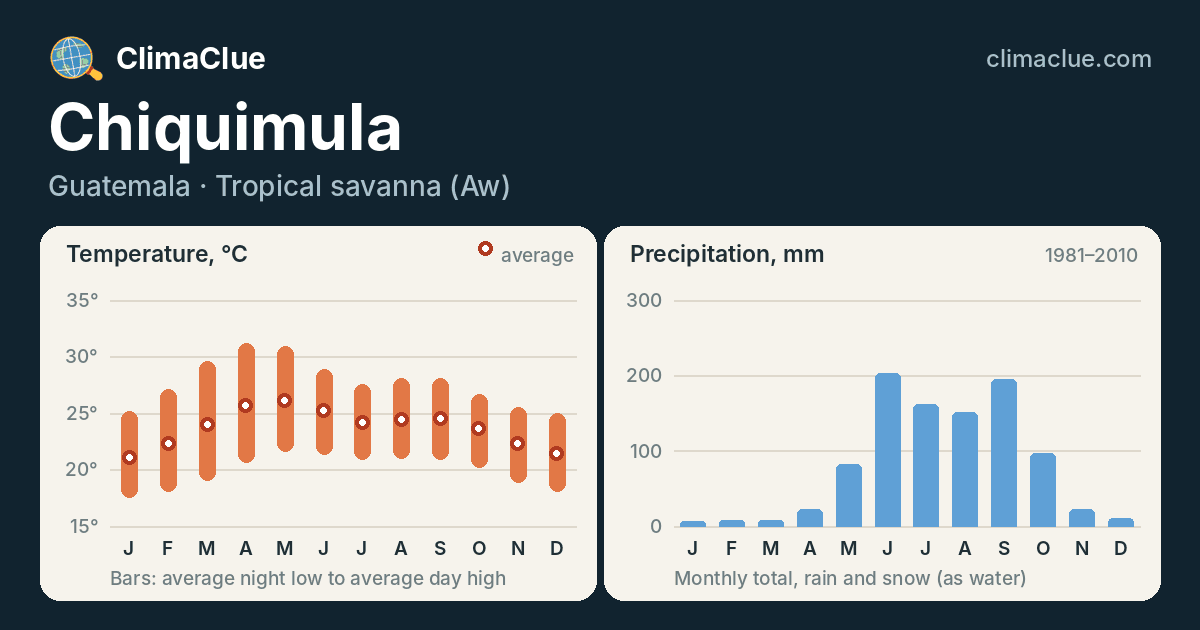 ClimaClue
climaclue.com
Chiquimula
Guatemala · Tropical savanna (Aw)
Temperature, °C
average
35°
30°
25°
20°
15°
J F M A M J J A S O N D
Bars: average night low to average day high
Precipitation, mm
1981–2010
300
200
100
0
J F M A M J J A S O N D
Monthly total, rain and snow (as water)